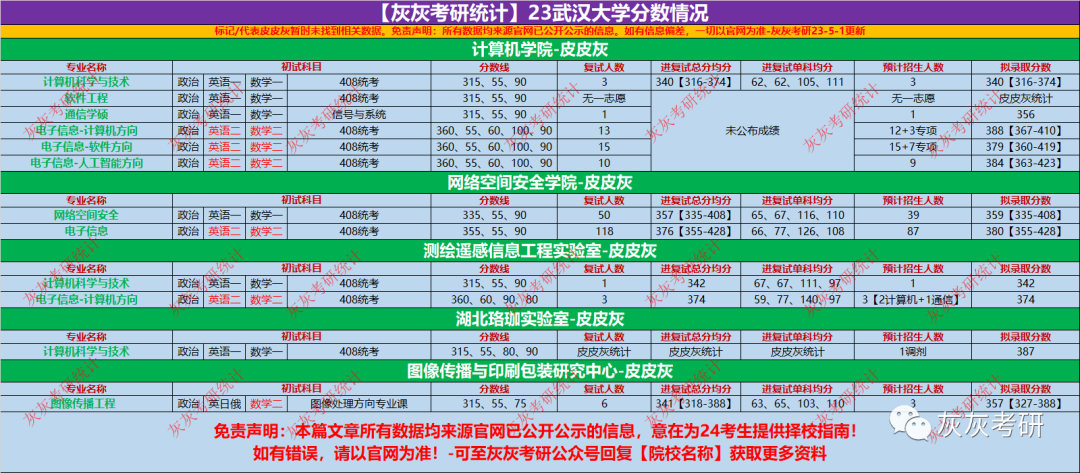 【灰灰考研统计】23武汉大学分数情况
标记/代表皮皮灰暂时未找到相关数据。免责声明：所有数据均来源官网已公开公示的信息。如有信息偏差，一切以官网为准-灰灰考研23-5-1更新
计算机学院-皮皮灰
专业名称 初试科目 分数线 复试人数 进复试总分均分 进复试单科均分 预计招生人数 拟录取分数
计算机科学与技术 政治 英语一 数学一 408统考 315、55、90 3 340【316-374】 62、62、105、111 3 340【316-374】
软件工程 政治 英语一 数学一 408统考 315、55、90 无一志愿 无一志愿 皮皮灰统计
通信学硕 政治 英语一 数学一 信号与系统 315、55、90 1 1 356
电子信息-计算机方向 政治 英语二 数学二 408统考 360、55、60、100、90 13 未公布成绩 12+3专项 388【367-410】
电子信息-软件方向 政治 英语二 数学二 408统考 360、55、60、100、90 15 15+7专项 379【360-419】
电子信息-人工智能方向 政治 英语二 数学二 408统考 360、55、60、100、90 10 9 384【363-423】
网络空间安全学院-皮皮灰
专业名称 初试科目 分数线 复试人数 进复试总分均分 进复试单科均分 预计招生人数 拟录取分数
网络空间安全 政治 英语一 数学一 408统考 335、55、90 50 357【335-408】 65、67、116、110 39 359【335-408】
电子信息 政治 英语二 数学二 408统考 355、55、90 118 376【355-428】 66、77、126、108 87 380【355-428】
测绘遥感信息工程实验室-皮皮灰
专业名称 初试科目 分数线 复试人数 进复试总分均分 进复试单科均分 预计招生人数 拟录取分数
计算机科学与技术 政治 英语一 数学一 408统考 315、55、90 1 342 67、67、111、97 1 342
电子信息-计算机方向 政治 英语二 数学二 408统考 360、60、90、80 3 374 59、77、140、97 3【2计算机+1通信】 374
湖北珞珈实验室-皮皮灰
专业名称 初试科目 分数线 复试人数 进复试总分均分 进复试单科均分 预计招生人数 拟录取分数
计算机科学与技术 政治 英语一 数学一 408统考 315、55、80、90 皮皮灰统计 皮皮灰统计 皮皮灰统计 1调剂 387
图像传播与印刷包装研究中心-皮皮灰
专业名称 初试科目 分数线 复试人数 进复试总分均分 进复试单科均分 预计招生人数 拟录取分数
图像传播工程 政治 英日俄 数学二 图像处理方向专业课 315、55、75 6 341【318-388】 63、65、103、110 3 357【327-388】
免责声明：本篇文章所有数据均来源官网已公开公示的信息，意在为24考生提供择校指南！
如有错误，请以官网为准！-可至灰灰考研公众号回复【院校名称】获取更多资料
灰灰考研